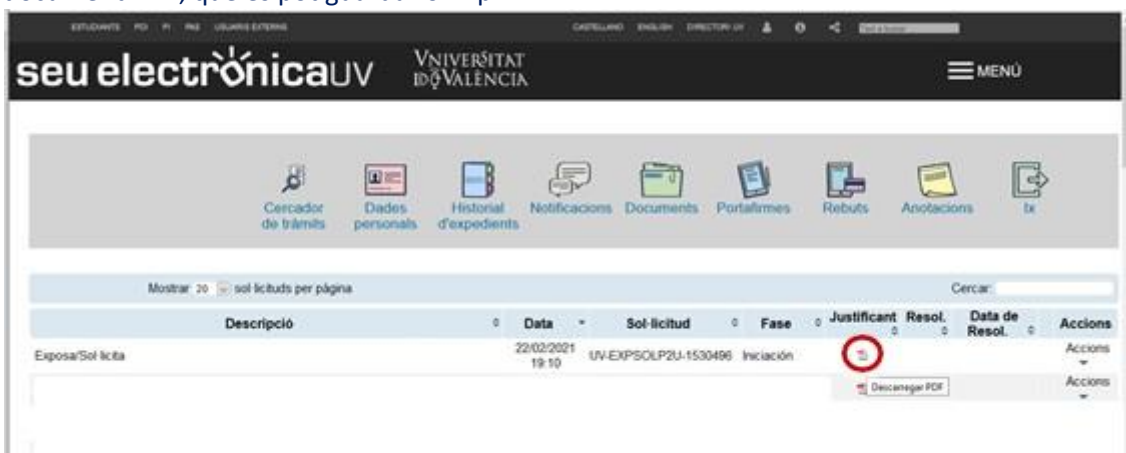 ESTUDIANTS PDI PI PAS USUARIS EXTERNS CASTELLANO ENGLISH DIRECTORI UV
seu electrònicaUV VNIVERSITAT MENÚ
ID VALÈNCIA
Cercador Dades Historial Notificacions Documents Portafirmes Rebuts Anotacions
de tràmits personals d'expedients
Mostrar 20 sol·licituds per pàgina Cercar:
Descripció Data Sol·licitud Fase Justificant Resol. Data de Resol. Accions
Exposa/Sol·licita 22/02/2021 19:10 UV-EXPSOLP2U-1530496 Iniciación Accions
Descarregar PDF Accions